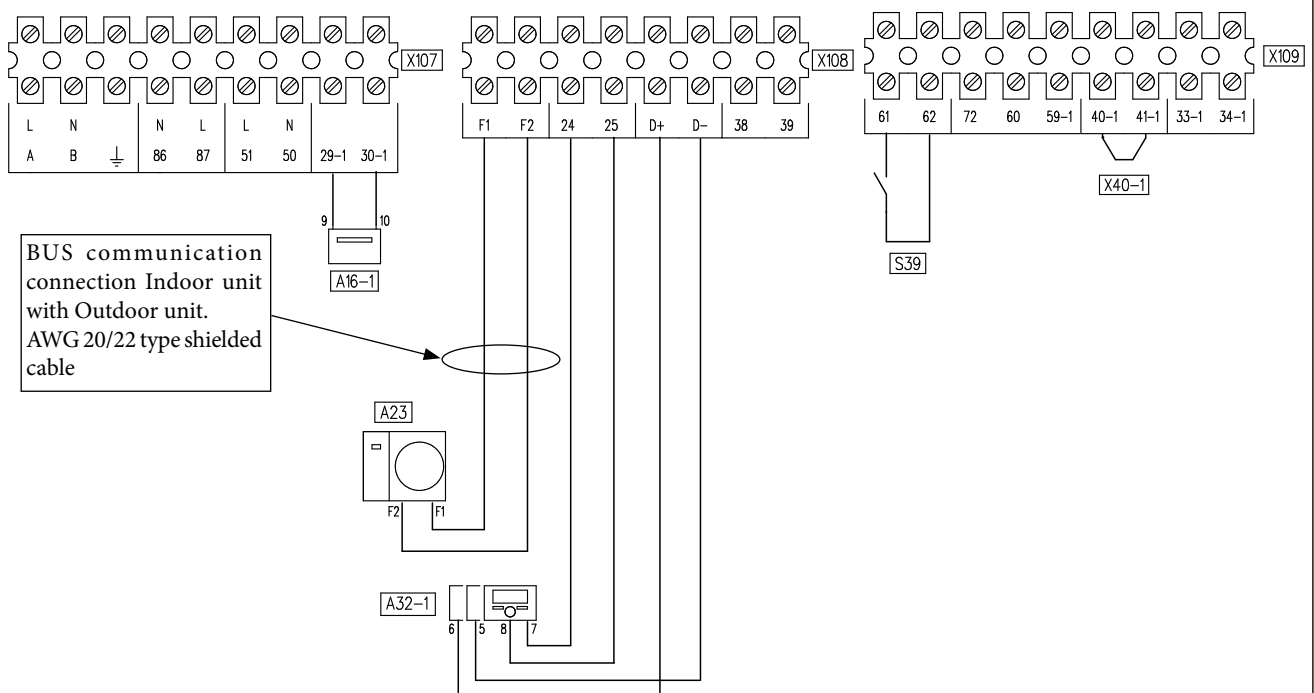 X107
L N N L L N
A B 86 87 51 50 29-1 30-1
9 10
A16-1
X108
F1 F2 24 25 D+ D- 38 39
X109
61 62 72 60 59-1 40-1 41-1 33-1 34-1
X40-1
S39
BUS communication
connection Indoor unit
with Outdoor unit.
AWG 20/22 type shielded
cable
A23
F2 F1
A32-1
6 5 8 7